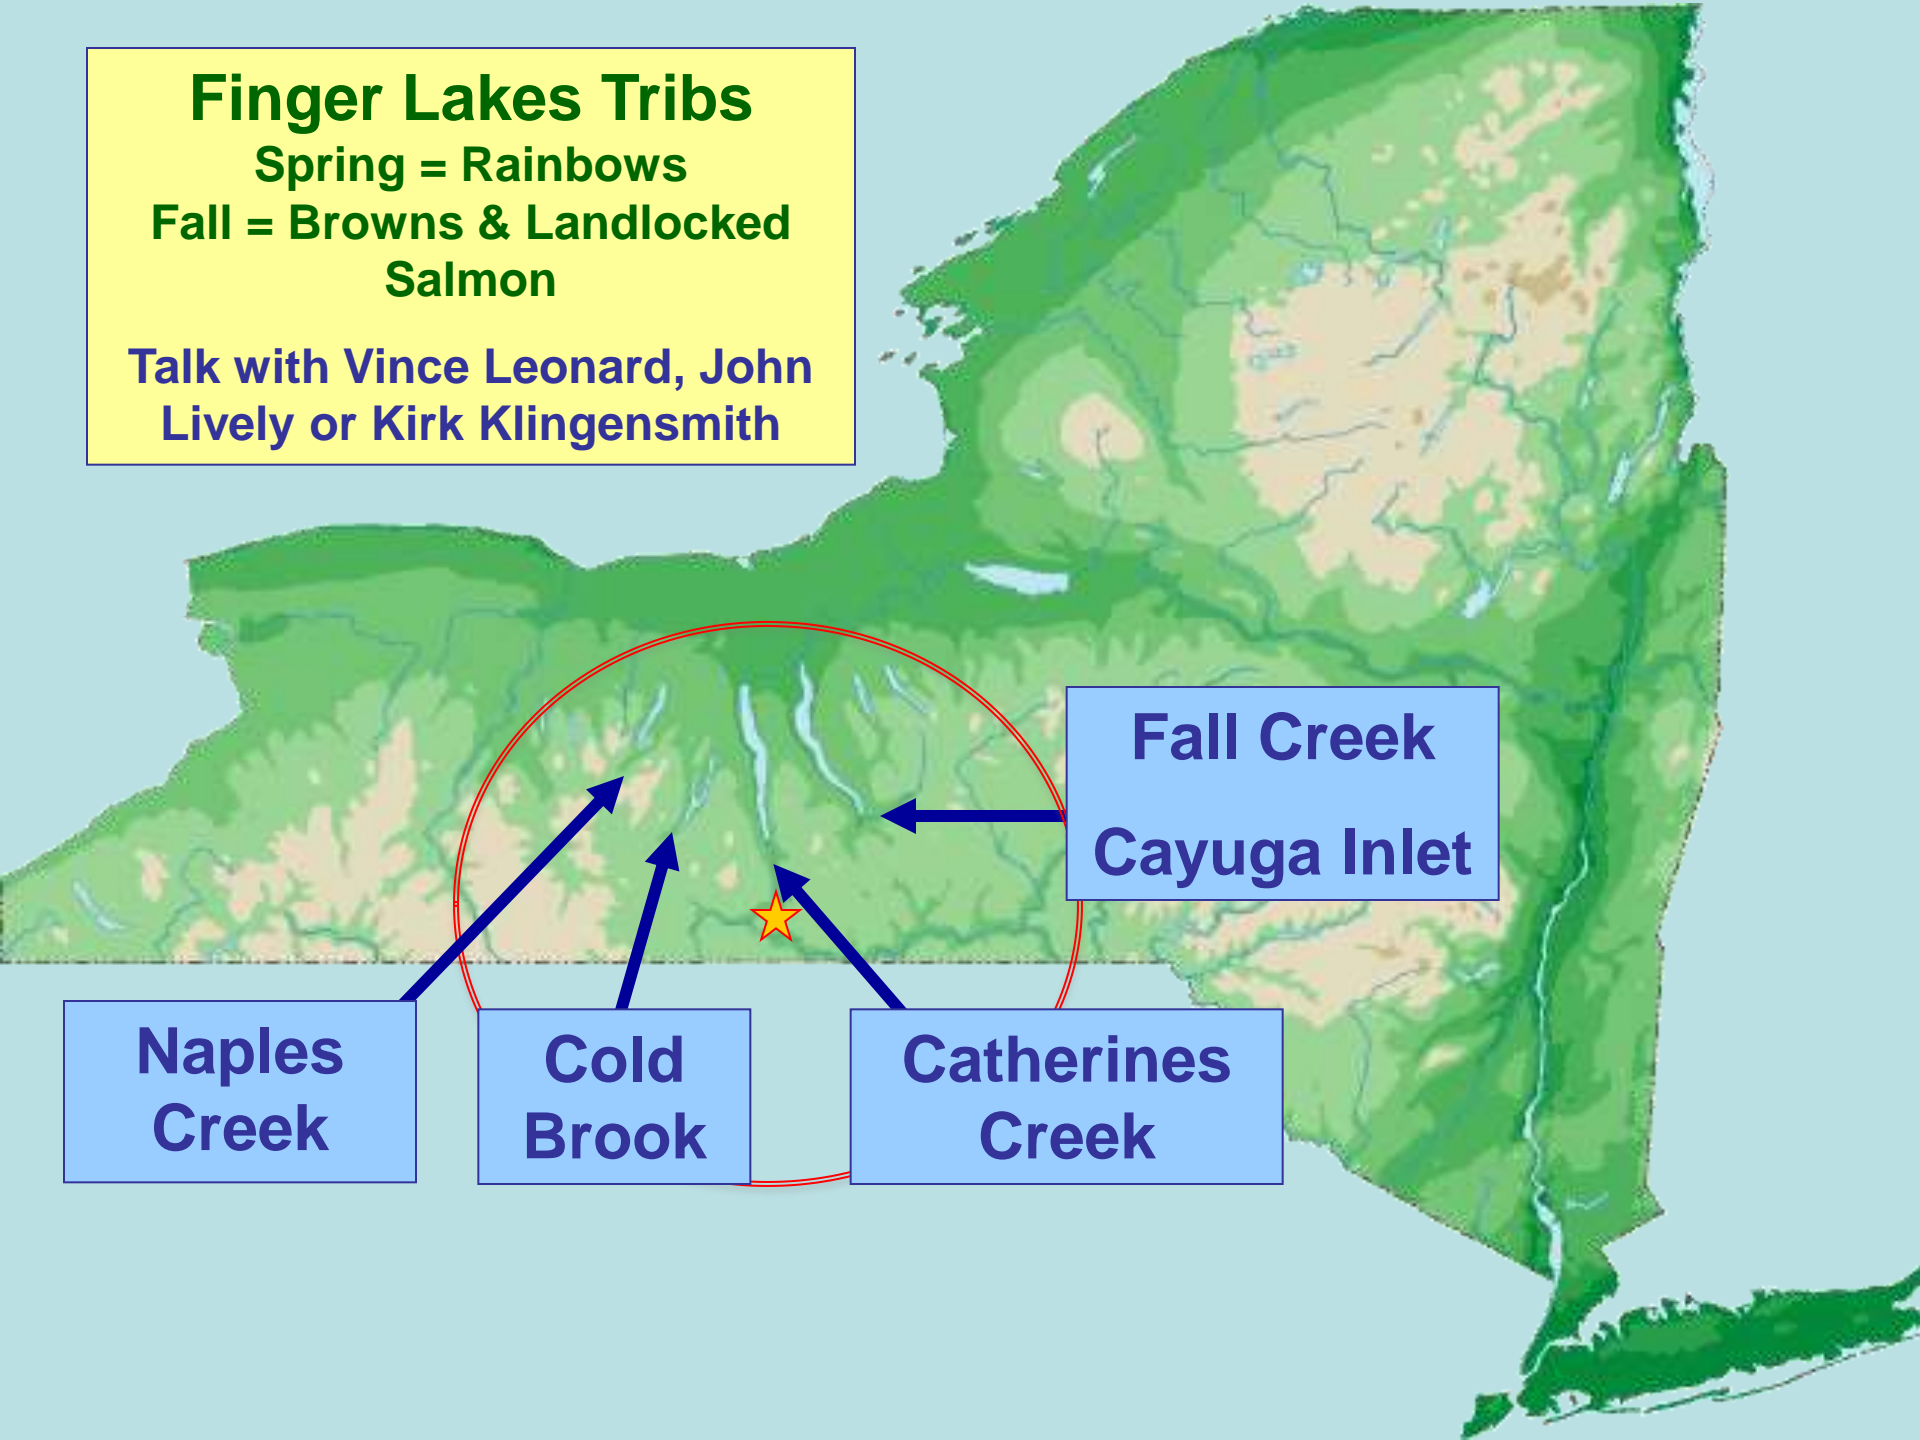 Finger Lakes Tribs
Spring = Rainbows
Fall = Browns & Landlocked
Salmon
Talk with Vince Leonard, John
Lively or Kirk Klingensmith
Fall Creek
Cayuga Inlet
Naples
Creek
Cold
Brook
Catherines
Creek